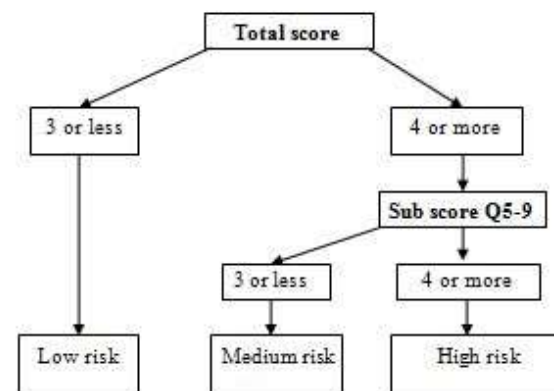 Total score
3 or less
4 or more
Sub score Q5-9
3 or less
4 or more
Low risk
Medium risk
High risk